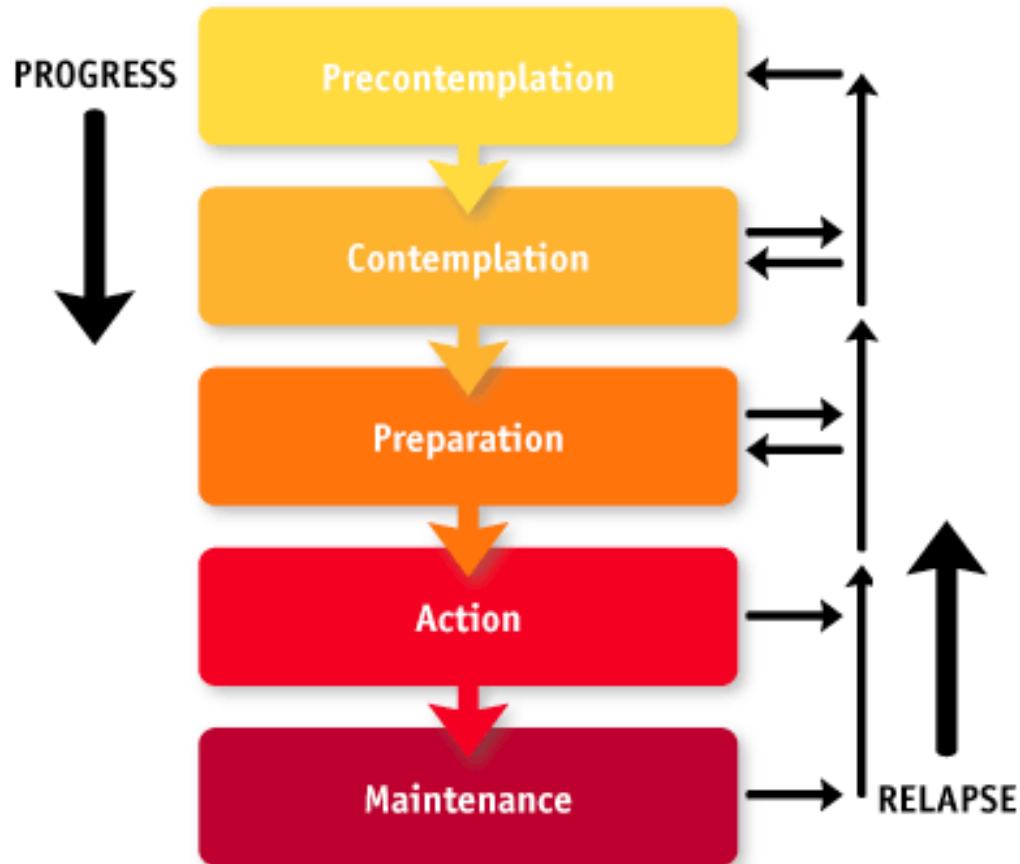 PROGRESS
Precontemplation
Contemplation
Preparation
Action
Maintenance
RELAPSE